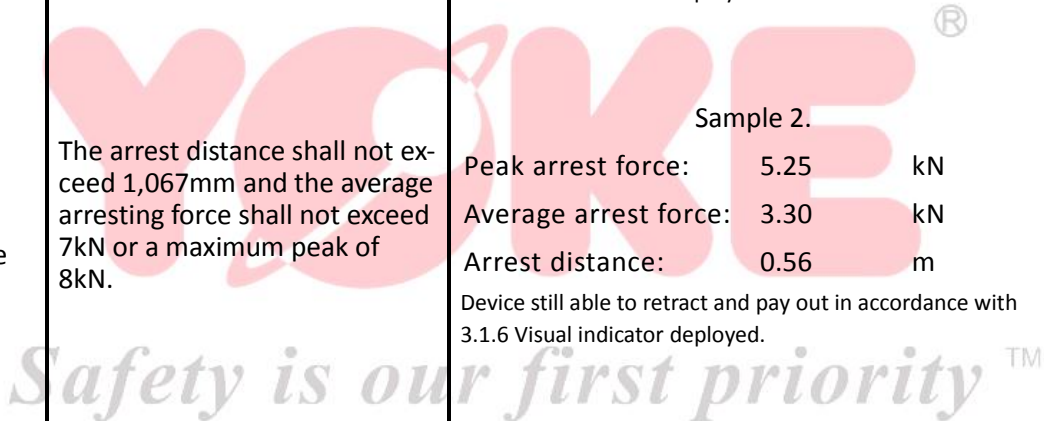 YOKE ®
The arrest distance shall not ex-
ceed 1,067mm and the average
arresting force shall not exceed
7kN or a maximum peak of
8kN.
Sample 2.
Peak arrest force: 5.25 kN
Average arrest force: 3.30 kN
Arrest distance: 0.56 m
Device still able to retract and pay out in accordance with
3.1.6 Visual indicator deployed.
Safety is our first priority ™